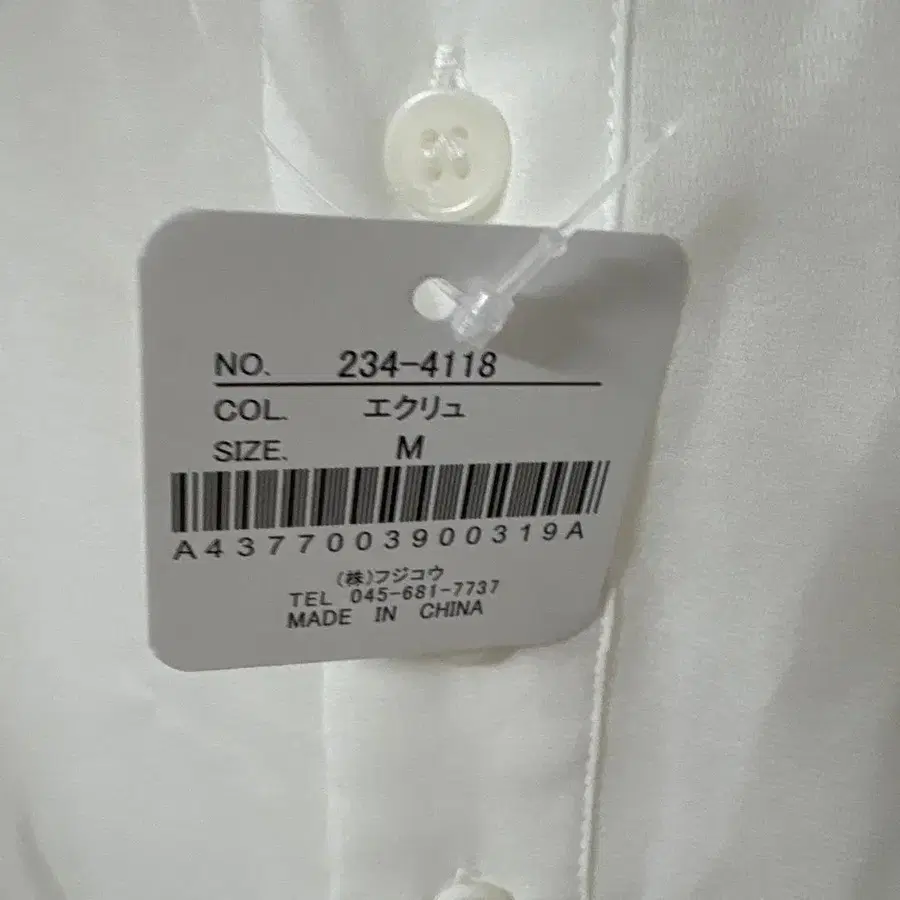 NO. 234-4118
COL. エクリュ
SIZE. M
A4377003900319A
(株)フジコウ
TEL 045-681-7737
MADE IN CHINA